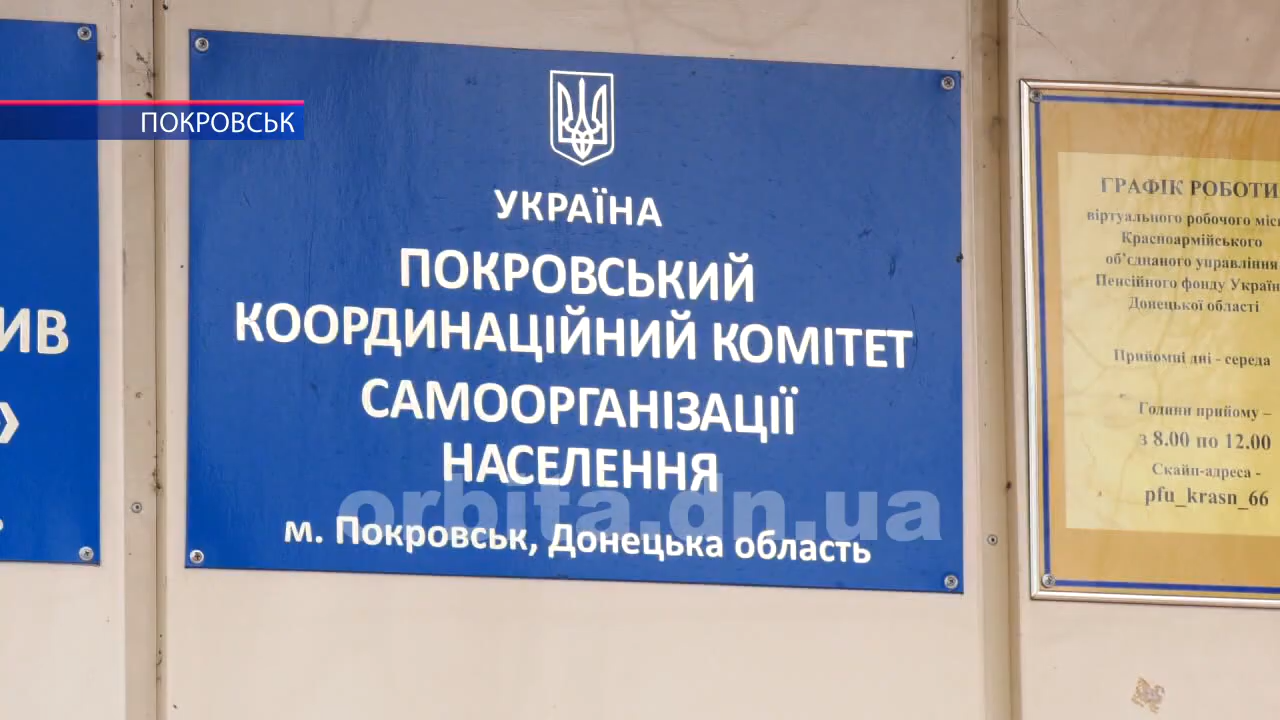 ПОКРОВСЬК
ИВ
»
УКРАЇНА
ПОКРОВСЬКИЙ
КООРДИНАЦІЙНИЙ КОМІТЕТ
САМООРГАНІЗАЦІЇ
НАСЕЛЕННЯ
м. Покровськ, Донецька область
orbita.dn.ua
ГРАФІК РОБОТИ
віртуального робочого місц
Красноармійського
об'єднаного управління
Пенсійного фонду Україн
Донецької області
Прийомні дні - середа
Години прийому –
з 8.00 по 12.00
Скайп-адреса -
pfu_krasn_66